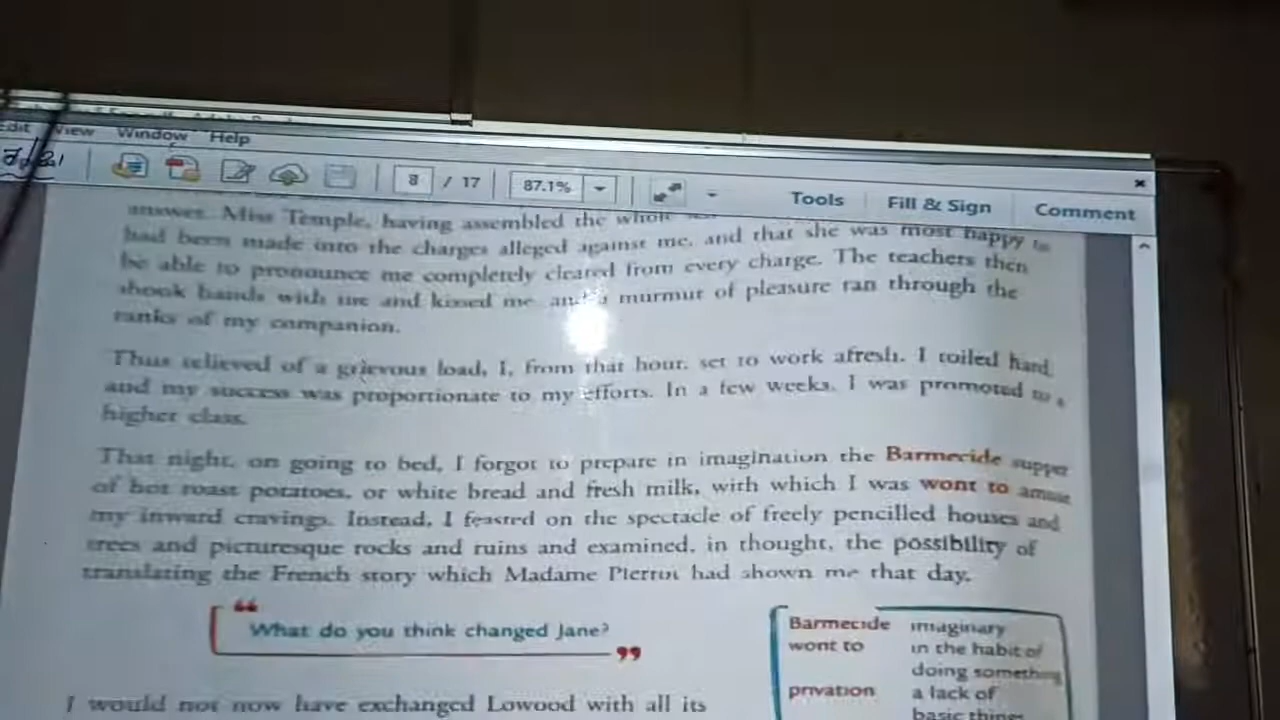 Edit View Window Help
8 / 17 87.1% Tools Fill & Sign Comment
answer. Miss Temple, having assembled the whole
had been made into the charges alleged against me, and that she was most happy to
be able to pronounce me completely cleared from every charge. The teachers then
shook hands with me and kissed me, and a murmur of pleasure ran through the
ranks of my companion.
Thus relieved of a grievous load, I, from that hour, set to work afresh. I toiled hard,
and my success was proportionate to my efforts. In a few weeks, I was promoted to a
higher class.
That night, on going to bed, I forgot to prepare in imagination the Barmecide supper
of hot roast potatoes, or white bread and fresh milk, with which I was wont to amuse
my inward cravings. Instead, I feasted on the spectacle of freely pencilled houses and
trees and picturesque rocks and ruins and examined, in thought, the possibility of
translating the French story which Madame Pierrot had shown me that day.
“ What do you think changed Jane? ”
Barmecide imaginary
wont to in the habit of
doing something
privation a lack of
basic things
I would not now have exchanged Lowood with all its